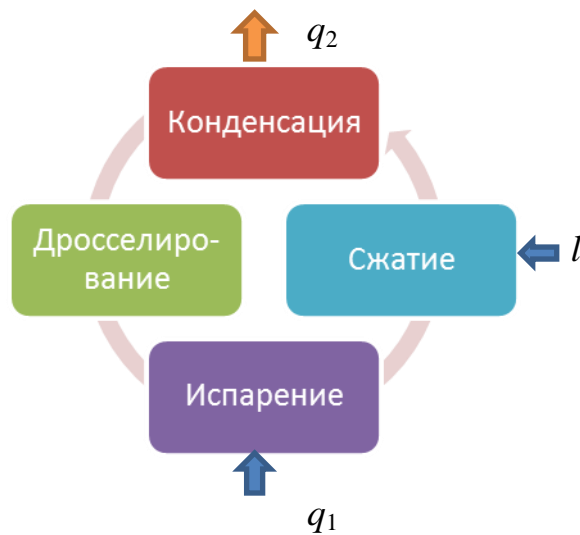 q2
Конденсация
Дросселиро-
вание
Сжатие
l
Испарение
q1